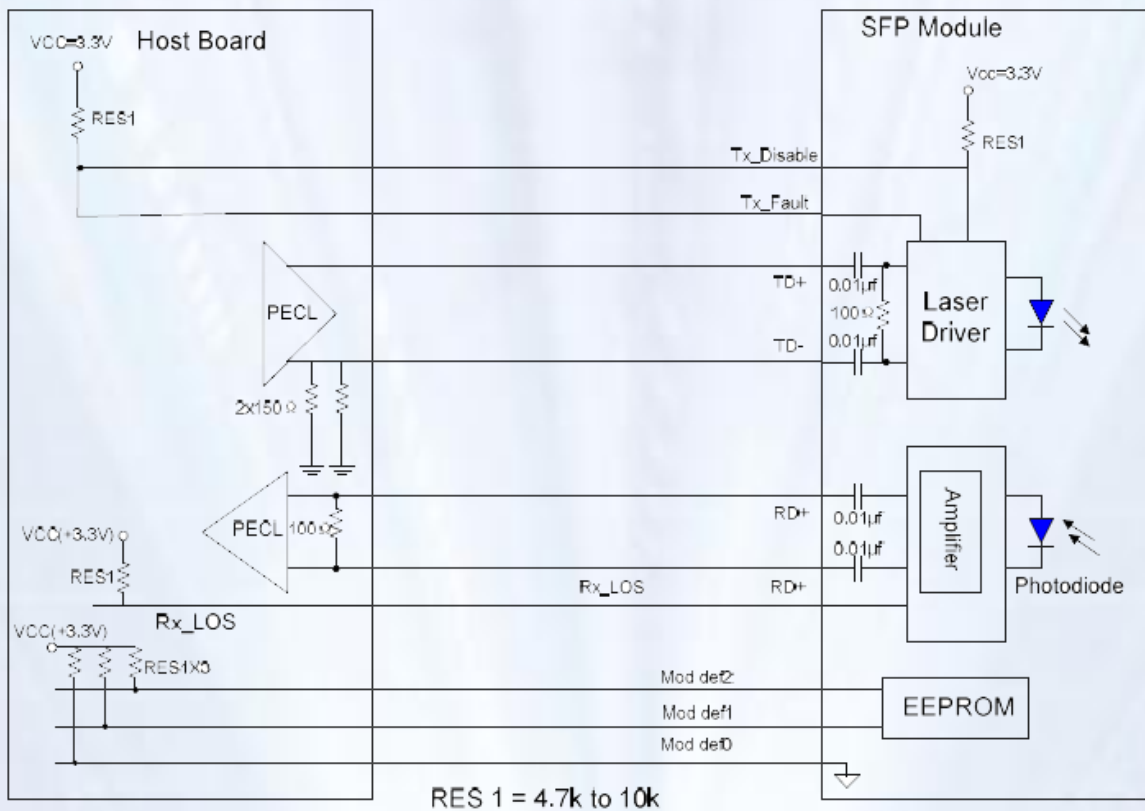 Host Board
VCC=3.3V
RES1
SFP Module
Vcc=3.3V
RES1
Tx_Disable
Tx_Fault
PECL
TD+
0.01µf
100Ω
0.01µf
TD-
Laser
Driver
2x150Ω
PECL
100Ω
RD+
0.01µf
0.01µf
RD+
Amplifier
Photodiode
VCC(+3.3V)
RES1
Rx_LOS
Rx_LOS
VCC(+3.3V)
RES1X3
Mod def2
Mod def1
Mod def0
EEPROM
RES 1 = 4.7k to 10k